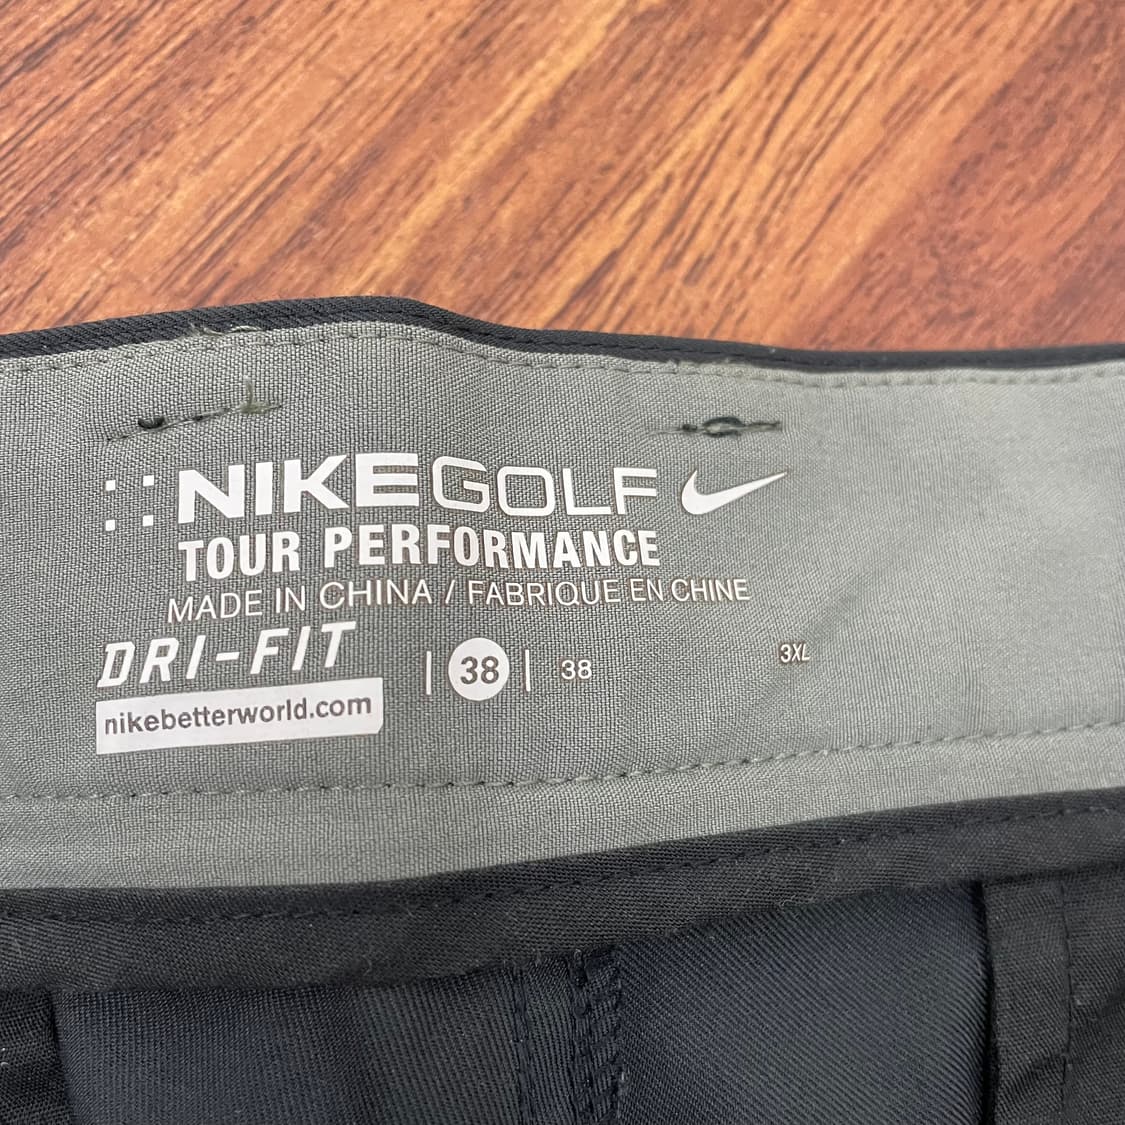 NIKEGOLF
TOUR PERFORMANCE
MADE IN CHINA / FABRIQUE EN CHINE
DRI-FIT
| 38 | 38 3XL
nikebetterworld.com